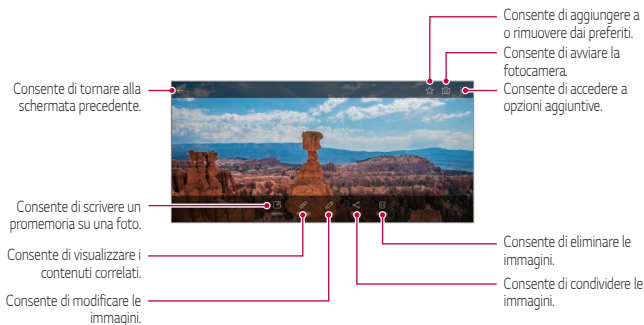 Consente di aggiungere a
o rimuovere dai preferiti.
Consente di avviare la
fotocamera.
Consente di accedere a
opzioni aggiuntive.
Consente di tornare alla
schermata precedente.
Consente di scrivere un
promemoria su una foto.
Consente di visualizzare i
contenuti correlati.
Consente di modificare le
immagini.
Consente di eliminare le
immagini.
Consente di condividere le
immagini.